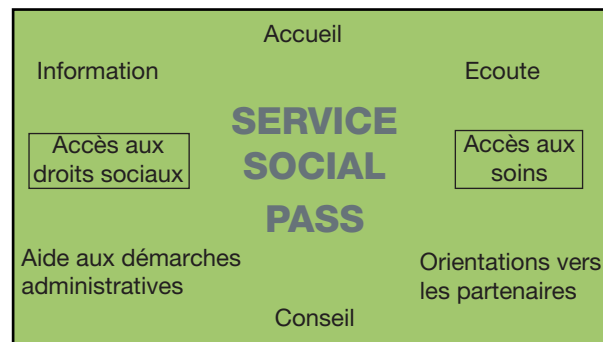 Accueil
Information
Ecoute
SERVICE
SOCIAL
PASS
Accès aux
droits sociaux
Accès aux
soins
Aide aux démarches
administratives
Orientations vers
les partenaires
Conseil